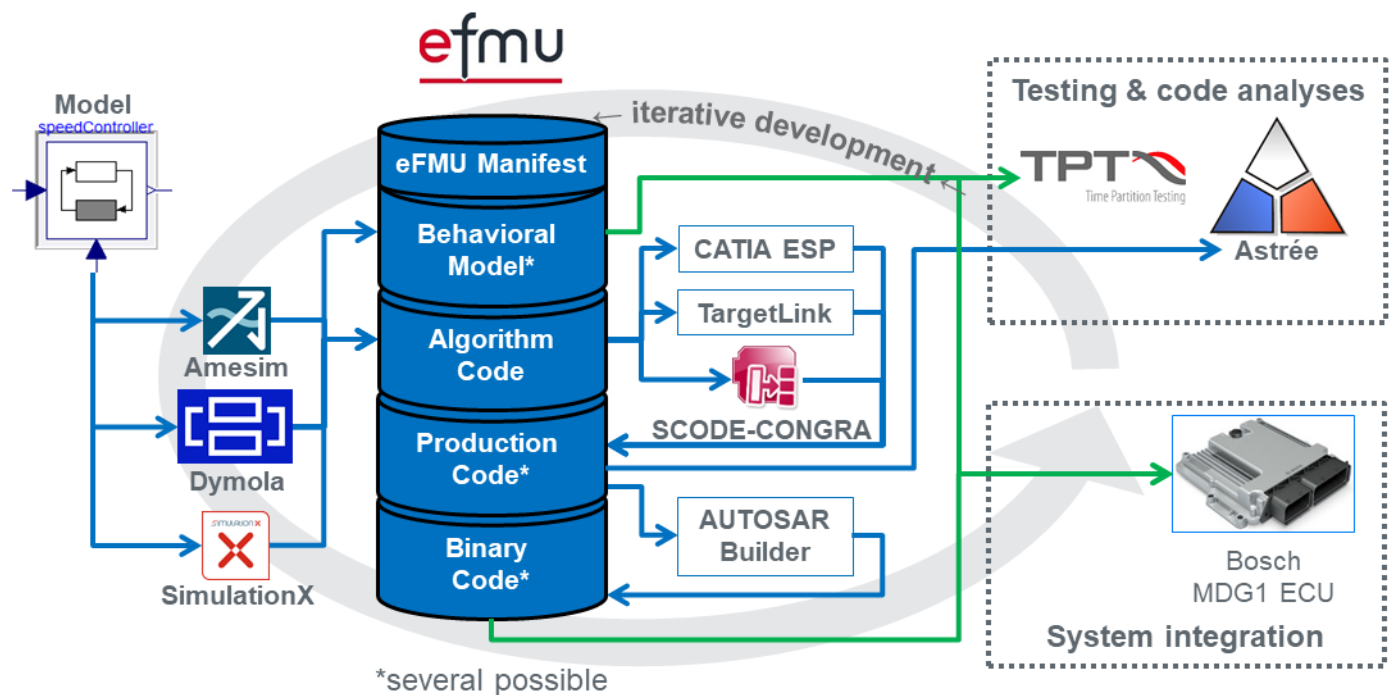 efmu
Model
speedController
eFMU Manifest
Behavioral
Model*
Algorithm
Code
Production
Code*
Binary
Code*
*several possible
Amesim
Dymola
SIMULATION X
SimulationX
← iterative development ←
CATIA ESP
TargetLink
SCODE-CONGRA
AUTOSAR
Builder
Testing & code analyses
TPT
Time Partition Testing
Astrée
Bosch
MDG1 ECU
System integration